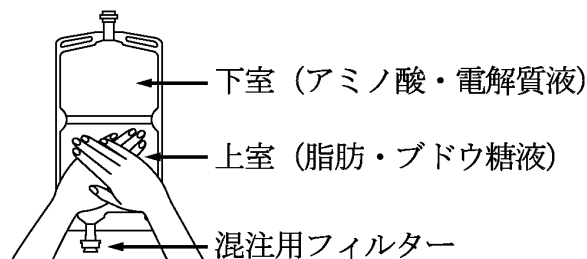 下室（アミノ酸・電解質液）
上室（脂肪・ブドウ糖液）
混注用フィルター